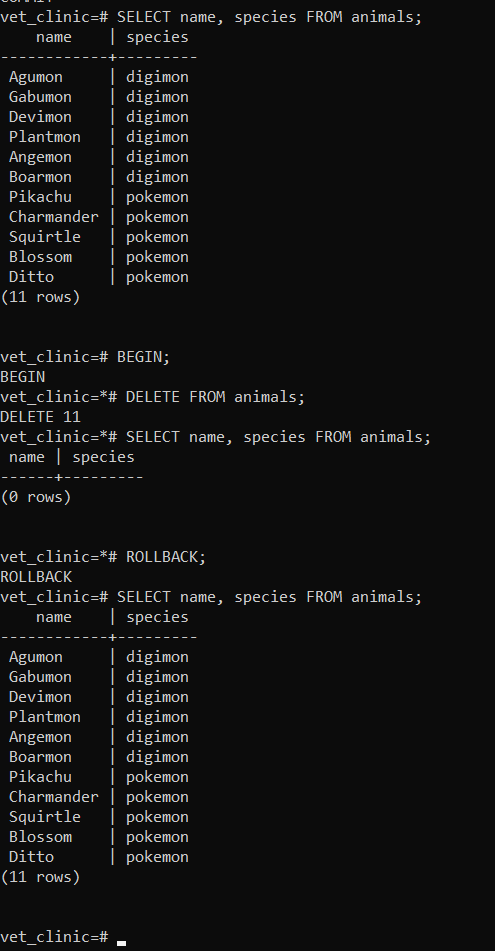 COMMIT
vet_clinic=# SELECT name, species FROM animals;
    name    | species
------------+---------
 Agumon     | digimon
 Gabumon    | digimon
 Devimon    | digimon
 Plantmon   | digimon
 Angemon    | digimon
 Boarmon    | digimon
 Pikachu    | pokemon
 Charmander | pokemon
 Squirtle   | pokemon
 Blossom    | pokemon
 Ditto      | pokemon
(11 rows)
vet_clinic=# BEGIN;
BEGIN
vet_clinic=*# DELETE FROM animals;
DELETE 11
vet_clinic=*# SELECT name, species FROM animals;
 name | species
------+---------
(0 rows)
vet_clinic=*# ROLLBACK;
ROLLBACK
vet_clinic=# SELECT name, species FROM animals;
    name    | species
------------+---------
 Agumon     | digimon
 Gabumon    | digimon
 Devimon    | digimon
 Plantmon   | digimon
 Angemon    | digimon
 Boarmon    | digimon
 Pikachu    | pokemon
 Charmander | pokemon
 Squirtle   | pokemon
 Blossom    | pokemon
 Ditto      | pokemon
(11 rows)
vet_clinic=#